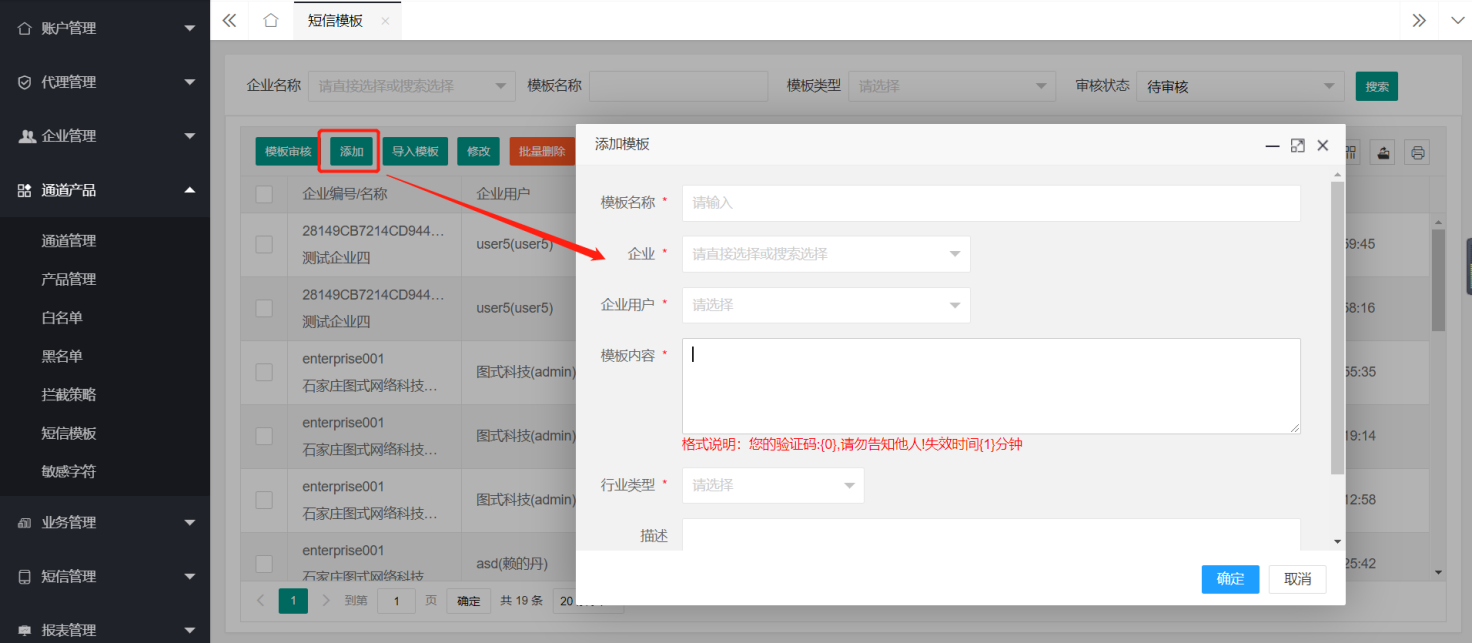 账户管理
代理管理
企业管理
通道产品
通道管理
产品管理
白名单
黑名单
拦截策略
短信模板
敏感字符
业务管理
短信管理
报表管理
短信模板
企业名称 请直接选择或搜索选择 模板名称 模板类型 请选择 审核状态 待审核 搜索
模板审核 添加 导入模板 修改 批量删除
企业编号/名称 企业用户
28149CB7214CD944...
测试企业四
user5(user5)
59:45
28149CB7214CD944...
测试企业四
user5(user5)
58:16
enterprise001
石家庄图式网络科技...
图式科技(admin)
55:35
enterprise001
石家庄图式网络科技...
图式科技(admin)
19:14
enterprise001
石家庄图式网络科技...
图式科技(admin)
12:58
enterprise001
石家庄图式网络科技
asd(赖的丹)
25:42
1 到第 1 页 确定 共 19 条 20
添加模板
模板名称 * 请输入
企业 * 请直接选择或搜索选择
企业用户 * 请选择
模板内容 *
格式说明：您的验证码:{0},请勿告知他人!失效时间{1}分钟
行业类型 * 请选择
描述
确定 取消